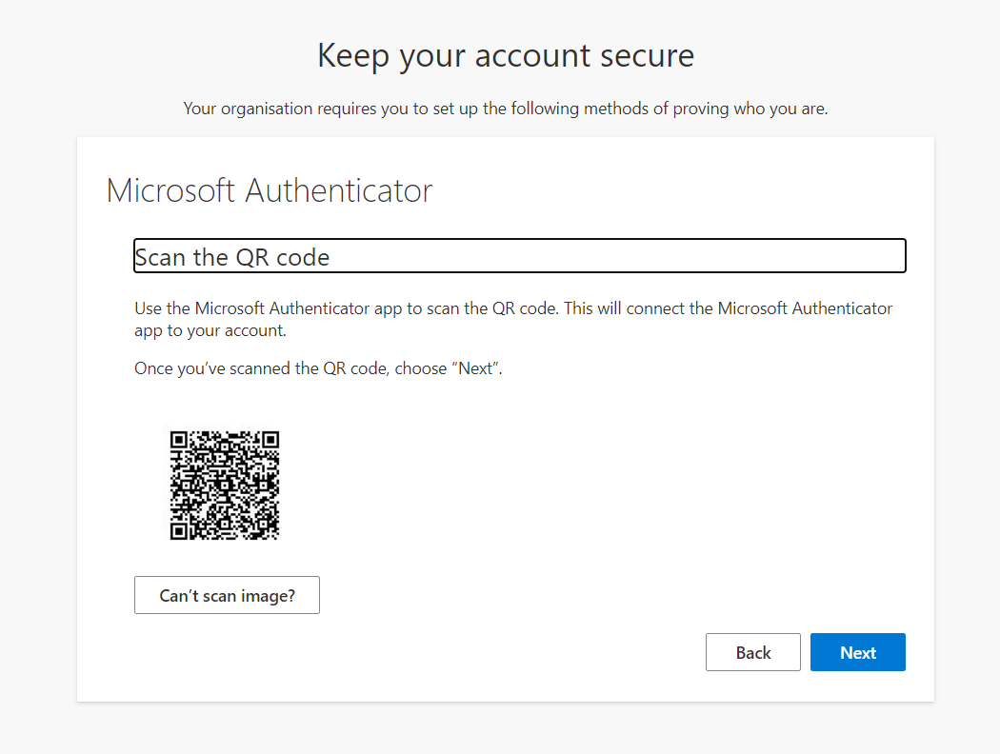 Keep your account secure
Your organisation requires you to set up the following methods of proving who you are.
Microsoft Authenticator
Scan the QR code
Use the Microsoft Authenticator app to scan the QR code. This will connect the Microsoft Authenticator
app to your account.
Once you’ve scanned the QR code, choose “Next”.
Can’t scan image?
Back
Next